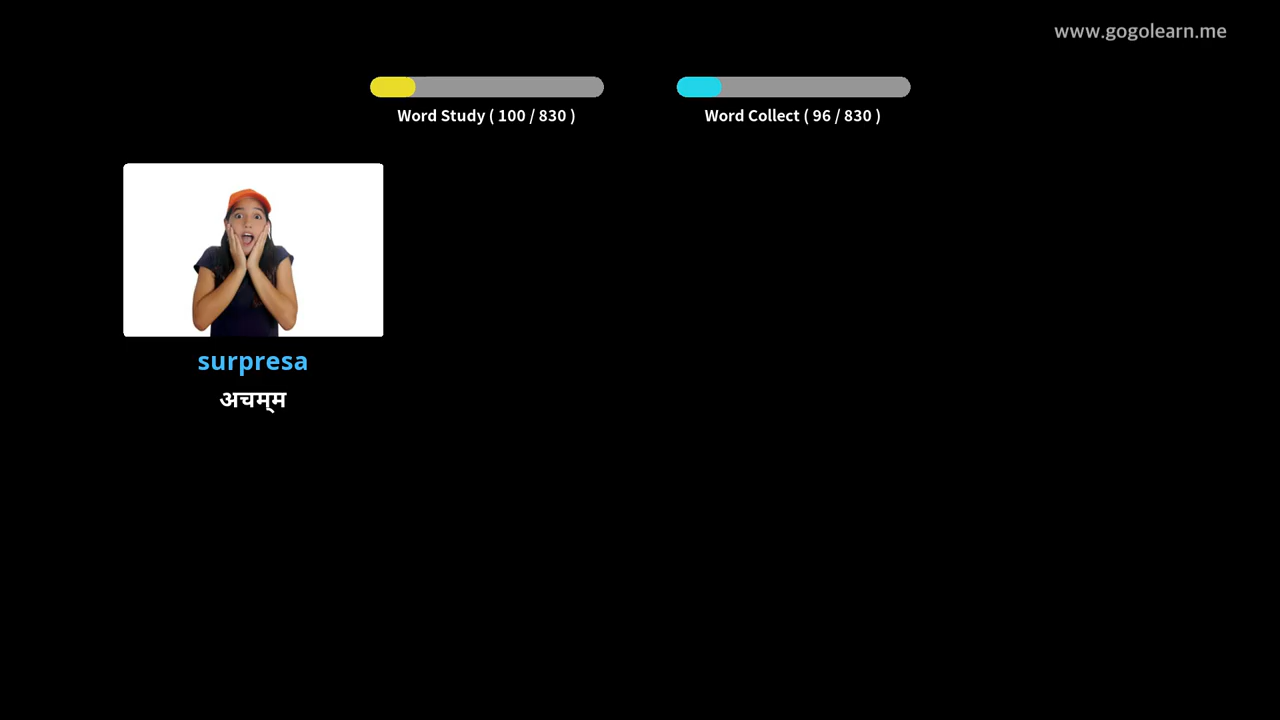 www.gogolearn.me
Word Study ( 100 / 830 )
Word Collect ( 96 / 830 )
surpresa
अचम्म